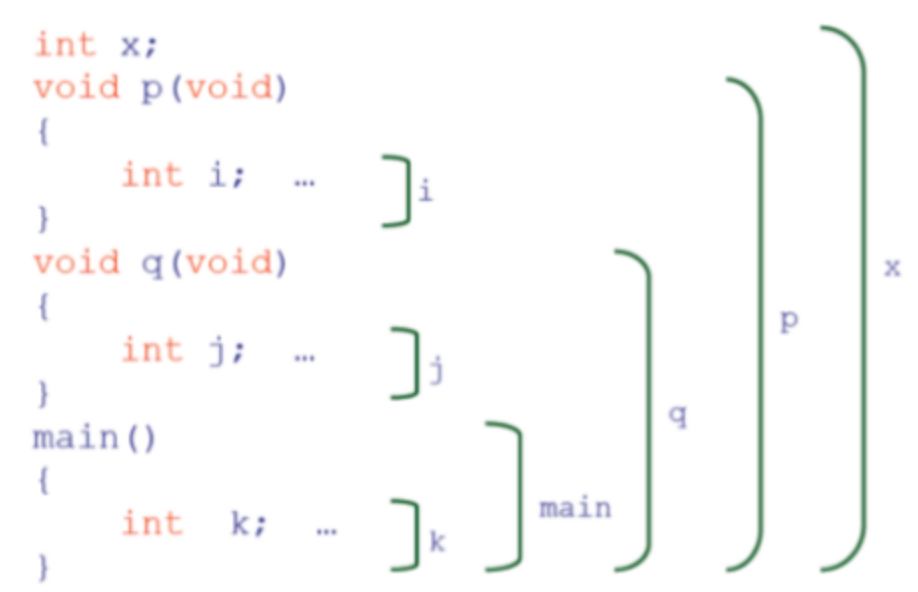 int x;
void p(void)
{
int i; …
i
}
void q(void)
x
{
p
int j; …
j
}
q
main()
{
main
int k; …
k
}